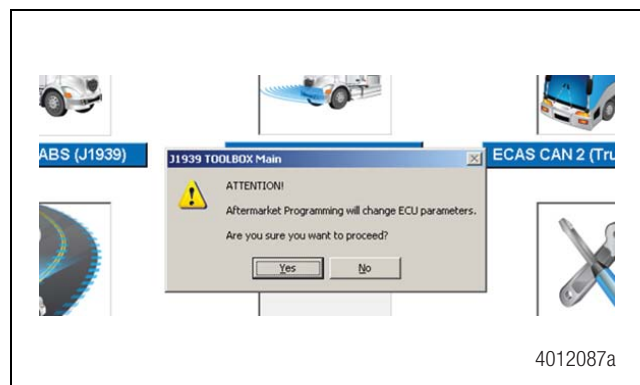 ABS (J1939)
ECAS CAN 2 (Tru
J1939 TOOLBOX Main
ATTENTION!
Aftermarket Programming will change ECU parameters.
Are you sure you want to proceed?
Yes
No
4012087a